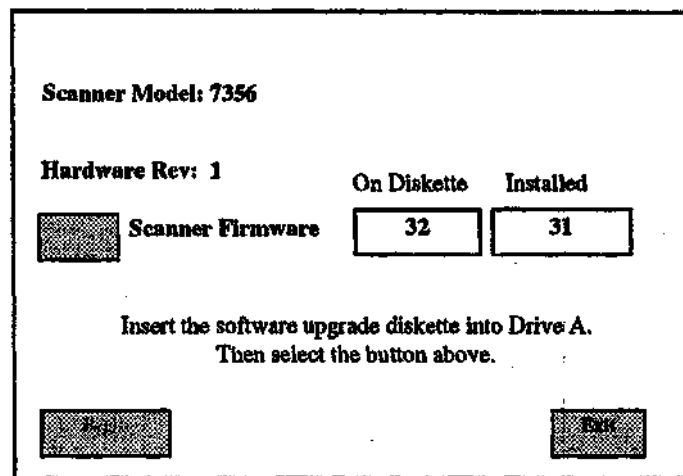 Scanner Model: 7356
Hardware Rev: 1
On Diskette Installed
Scanner Firmware 32 31
Insert the software upgrade diskette into Drive A.
Then select the button above.
Exit